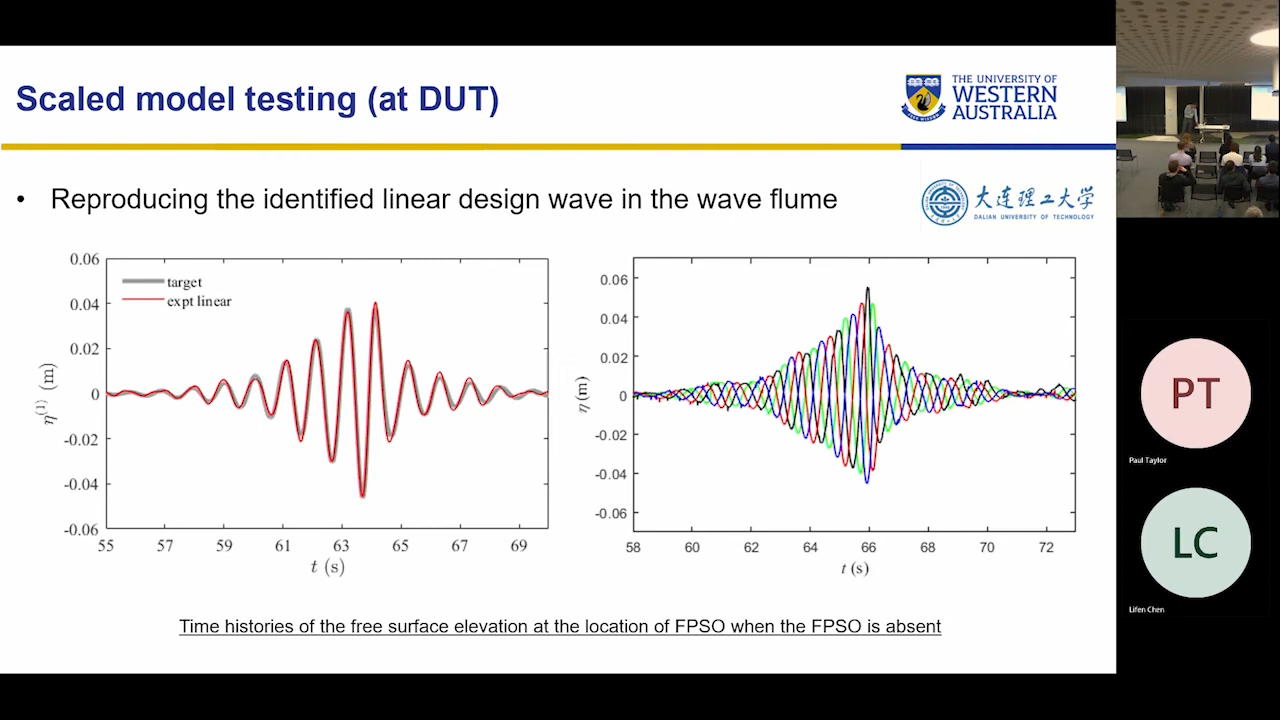 Scaled model testing (at DUT)
THE UNIVERSITY OF
WESTERN
AUSTRALIA
• Reproducing the identified linear design wave in the wave flume
大连理工大学
DALIAN UNIVERSITY OF TECHNOLOGY
target
expt linear
0.06
0.04
0.02
0
-0.02
-0.04
-0.06
η⁽¹⁾ (m)
55 57 59 61 63 65 67 69
t (s)
0.06
0.04
0.02
0
-0.02
-0.04
-0.06
η (m)
58 60 62 64 66 68 70 72
t (s)
Time histories of the free surface elevation at the location of FPSO when the FPSO is absent
PT
Paul Taylor
LC
Lifen Chen